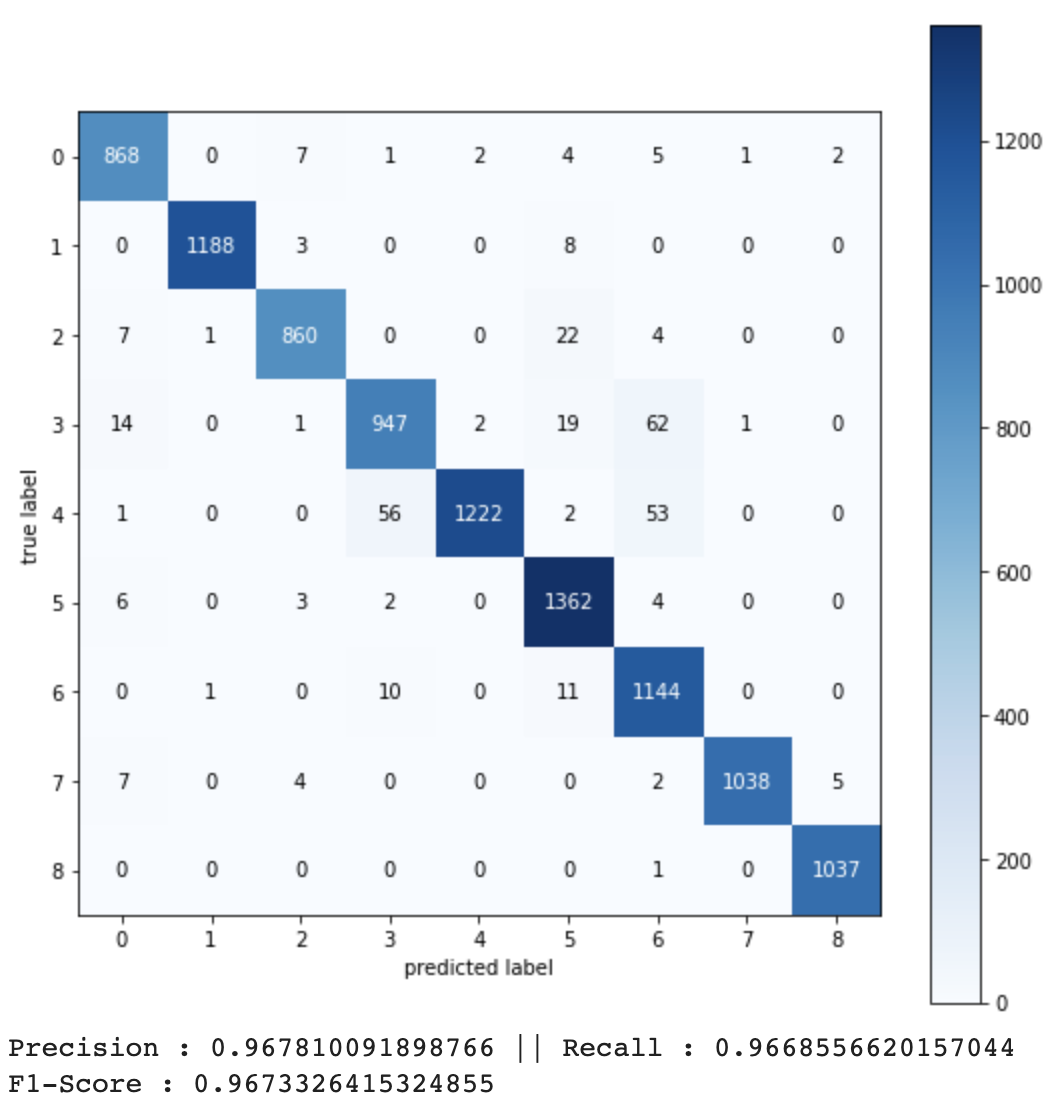 0 868 0 7 1 2 4 5 1 2
1200
1 0 1188 3 0 0 8 0 0 0
1000
2 7 1 860 0 0 22 4 0 0
3 14 0 1 947 2 19 62 1 0
800
true label
4 1 0 0 56 1222 2 53 0 0
600
5 6 0 3 2 0 1362 4 0 0
6 0 1 0 10 0 11 1144 0 0
400
7 7 0 4 0 0 0 2 1038 5
200
8 0 0 0 0 0 0 1 0 1037
0 1 2 3 4 5 6 7 8
predicted label
0
Precision : 0.967810091898766 || Recall : 0.9668556620157044
F1-Score : 0.9673326415324855